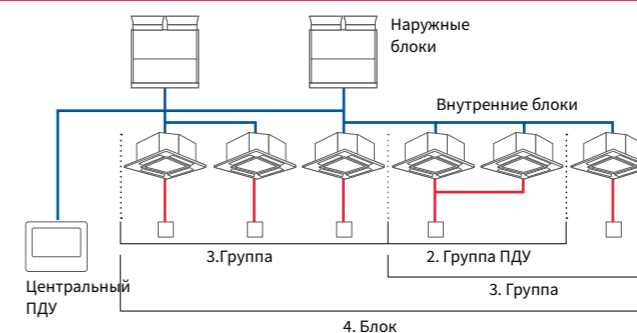 Наружные
блоки
Внутренние блоки
3.Группа
2. Группа ПДУ
Центральный
ПДУ
3. Группа
4. Блок